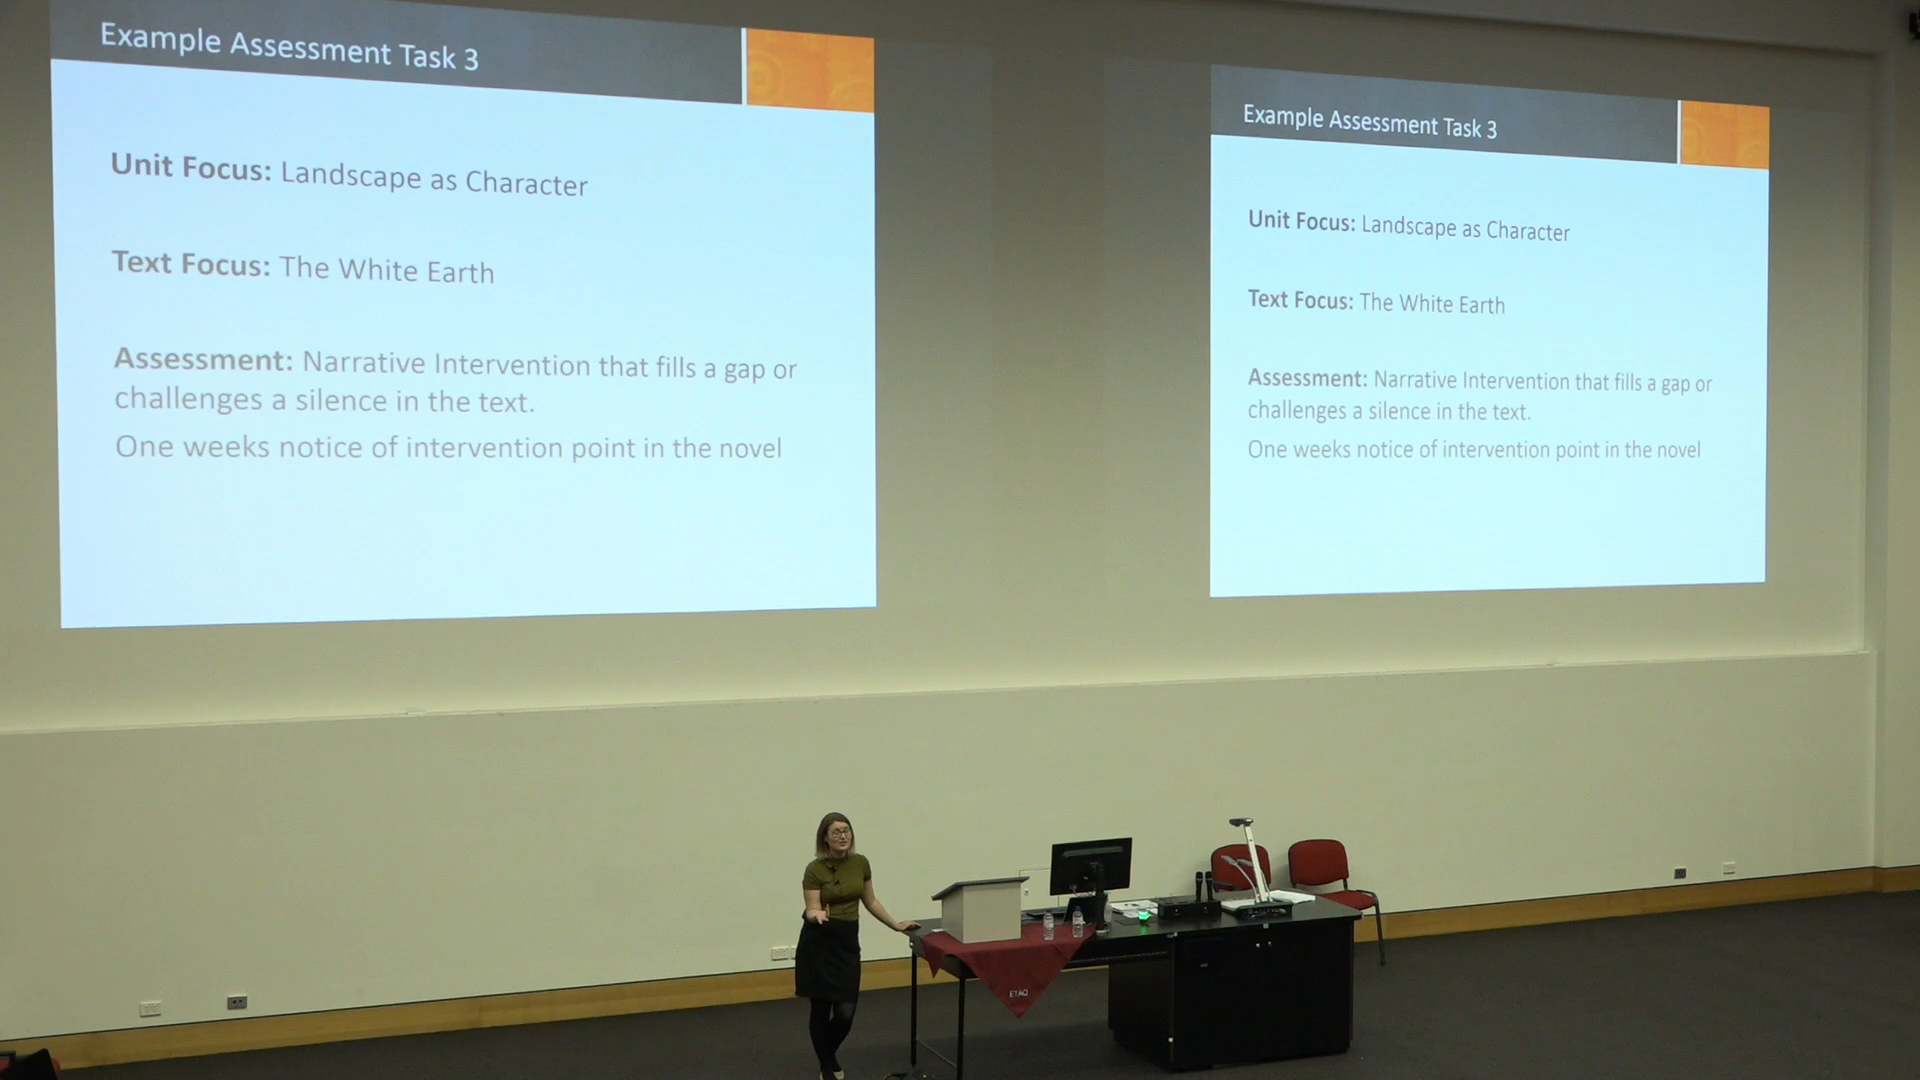 Example Assessment Task 3
Unit Focus: Landscape as Character
Text Focus: The White Earth
Assessment: Narrative Intervention that fills a gap or
challenges a silence in the text.
One weeks notice of intervention point in the novel
Example Assessment Task 3
Unit Focus: Landscape as Character
Text Focus: The White Earth
Assessment: Narrative Intervention that fills a gap or
challenges a silence in the text.
One weeks notice of intervention point in the novel
ETAQ